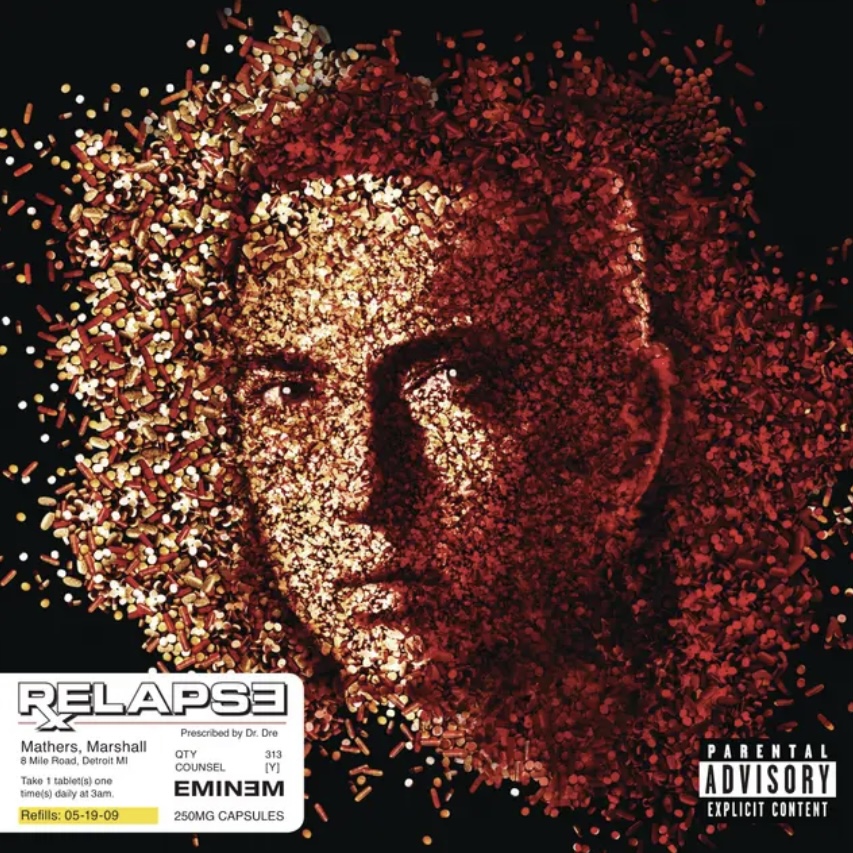 RELAPSE
Rx
Prescribed by Dr. Dre
Mathers, Marshall
8 Mile Road, Detroit MI
QTY 313
COUNSEL [Y]
Take 1 tablet(s) one
time(s) daily at 3am.
EMINEM
Refills: 05-19-09
250MG CAPSULES
PARENTAL
ADVISORY
EXPLICIT CONTENT